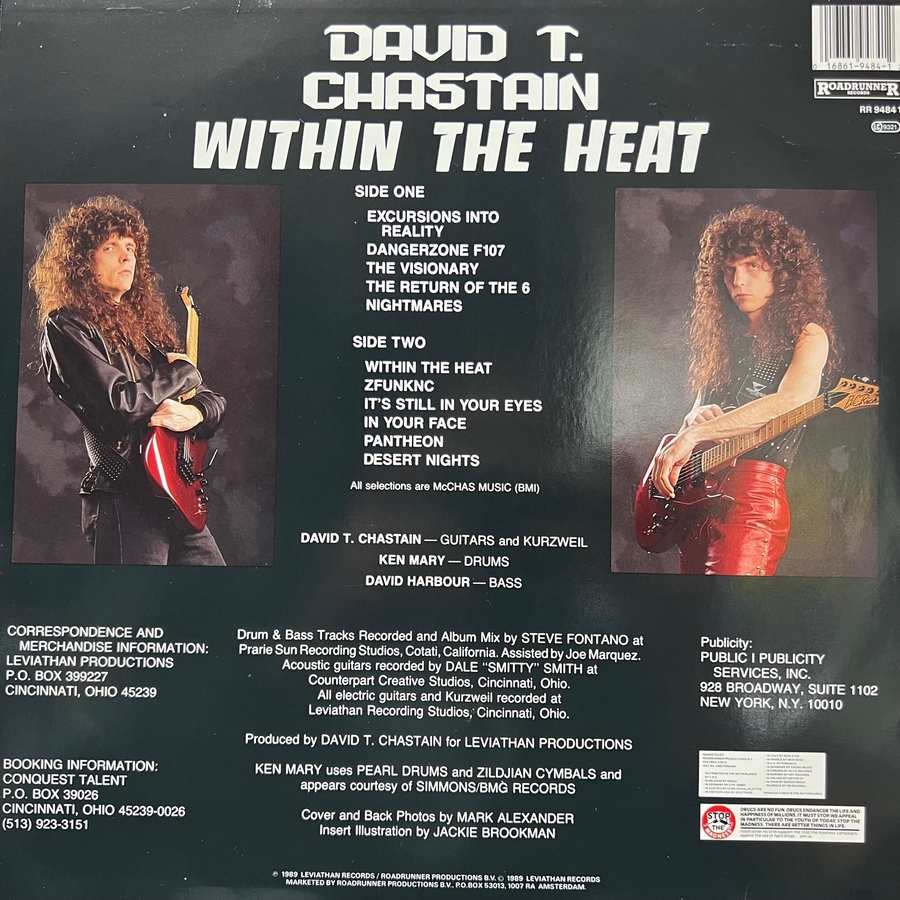 DAVID T.
CHASTAIN
WITHIN THE HEAT
0 16861-9484-1
ROADRUNNER
RECORDS
RR 9484 1
SIDE ONE
EXCURSIONS INTO
REALITY
DANGERZONE F107
THE VISIONARY
THE RETURN OF THE 6
NIGHTMARES
SIDE TWO
WITHIN THE HEAT
ZFUNKNC
IT'S STILL IN YOUR EYES
IN YOUR FACE
PANTHEON
DESERT NIGHTS
All selections are McCHAS MUSIC (BMI)
DAVID T. CHASTAIN — GUITARS and KURZWEIL
KEN MARY — DRUMS
DAVID HARBOUR — BASS
CORRESPONDENCE AND
MERCHANDISE INFORMATION:
LEVIATHAN PRODUCTIONS
P.O. BOX 399227
CINCINNATI, OHIO 45239
BOOKING INFORMATION:
CONQUEST TALENT
P.O. BOX 39026
CINCINNATI, OHIO 45239-0026
(513) 923-3151
Drum & Bass Tracks Recorded and Album Mix by STEVE FONTANO at
Prarie Sun Recording Studios, Cotati, California. Assisted by Joe Marquez.
Acoustic guitars recorded by DALE "SMITTY" SMITH at
Counterpart Creative Studios, Cincinnati, Ohio.
All electric guitars and Kurzweil recorded at
Leviathan Recording Studios, Cincinnati, Ohio.
Produced by DAVID T. CHASTAIN for LEVIATHAN PRODUCTIONS
KEN MARY uses PEARL DRUMS and ZILDJIAN CYMBALS and
appears courtesy of SIMMONS/BMG RECORDS
Cover and Back Photos by MARK ALEXANDER
Insert Illustration by JACKIE BROOKMAN
Publicity:
PUBLIC I PUBLICITY
SERVICES, INC.
928 BROADWAY, SUITE 1102
NEW YORK, N.Y. 10010
STOP
THE
MADNESS
DRUGS ARE NO FUN. DRUGS ENDANGER THE LIFE AND
HAPPINESS OF MILLIONS. IT MUST STOP. WE APPEAL
IN PARTICULAR TO THE YOUTH OF TODAY. STOP THE
MADNESS. THERE ARE BETTER THINGS IN LIFE.
℗ 1989 LEVIATHAN RECORDS / ROADRUNNER PRODUCTIONS B.V. © 1989 LEVIATHAN RECORDS
MARKETED BY ROADRUNNER PRODUCTIONS B.V., P.O. BOX 53013, 1007 RA AMSTERDAM.